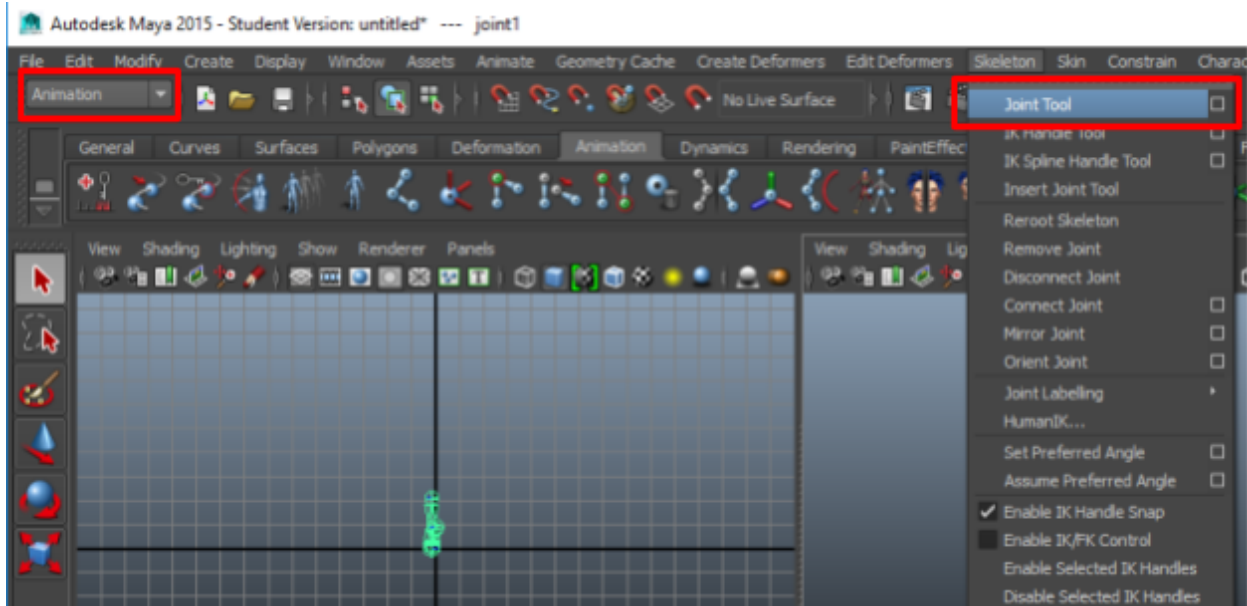 Autodesk Maya 2015 - Student Version: untitled* --- joint1
File Edit Modify Create Display Window Assets Animate Geometry Cache Create Deformers Edit Deformers Skeleton Skin Constrain Charac
Animation
No Live Surface
Joint Tool
IK Handle Tool
General Curves Surfaces Polygons Deformation Animation Dynamics Rendering PaintEffec
IK Spline Handle Tool
Insert Joint Tool
Reroot Skeleton
View Shading Lighting Show Renderer Panels
View Shading Lig
Remove Joint
Disconnect Joint
Connect Joint
Mirror Joint
Orient Joint
Joint Labelling
HumanIK...
Set Preferred Angle
Assume Preferred Angle
Enable IK Handle Snap
Enable IK/FK Control
Enable Selected IK Handles
Disable Selected IK Handles